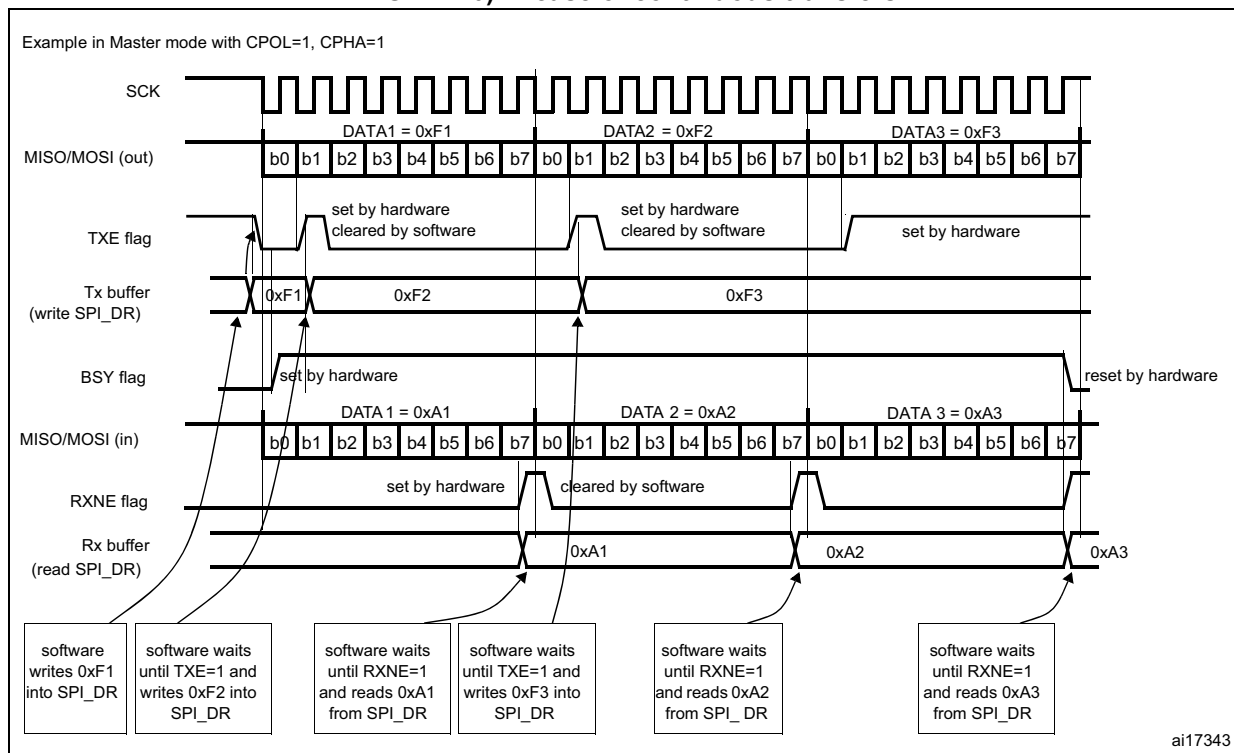 Example in Master mode with CPOL=1, CPHA=1
SCK
DATA1 = 0xF1
DATA2 = 0xF2
DATA3 = 0xF3
MISO/MOSI (out)
b0 b1 b2 b3 b4 b5 b6 b7 b0 b1 b2 b3 b4 b5 b6 b7 b0 b1 b2 b3 b4 b5 b6 b7
set by hardware
cleared by software
set by hardware
cleared by software
TXE flag
set by hardware
Tx buffer
(write SPI_DR)
0xF1
0xF2
0xF3
BSY flag
set by hardware
reset by hardware
DATA 1 = 0xA1
DATA 2 = 0xA2
DATA 3 = 0xA3
MISO/MOSI (in)
b0 b1 b2 b3 b4 b5 b6 b7 b0 b1 b2 b3 b4 b5 b6 b7 b0 b1 b2 b3 b4 b5 b6 b7
RXNE flag
set by hardware
cleared by software
Rx buffer
(read SPI_DR)
0xA1
0xA2
0xA3
software
writes 0xF1
into SPI_DR
software waits
until TXE=1 and
writes 0xF2 into
SPI_DR
software waits
until RXNE=1
and reads 0xA1
from SPI_DR
software waits
until TXE=1 and
writes 0xF3 into
SPI_DR
software waits
until RXNE=1
and reads 0xA2
from SPI_ DR
software waits
until RXNE=1
and reads 0xA3
from SPI_DR
ai17343